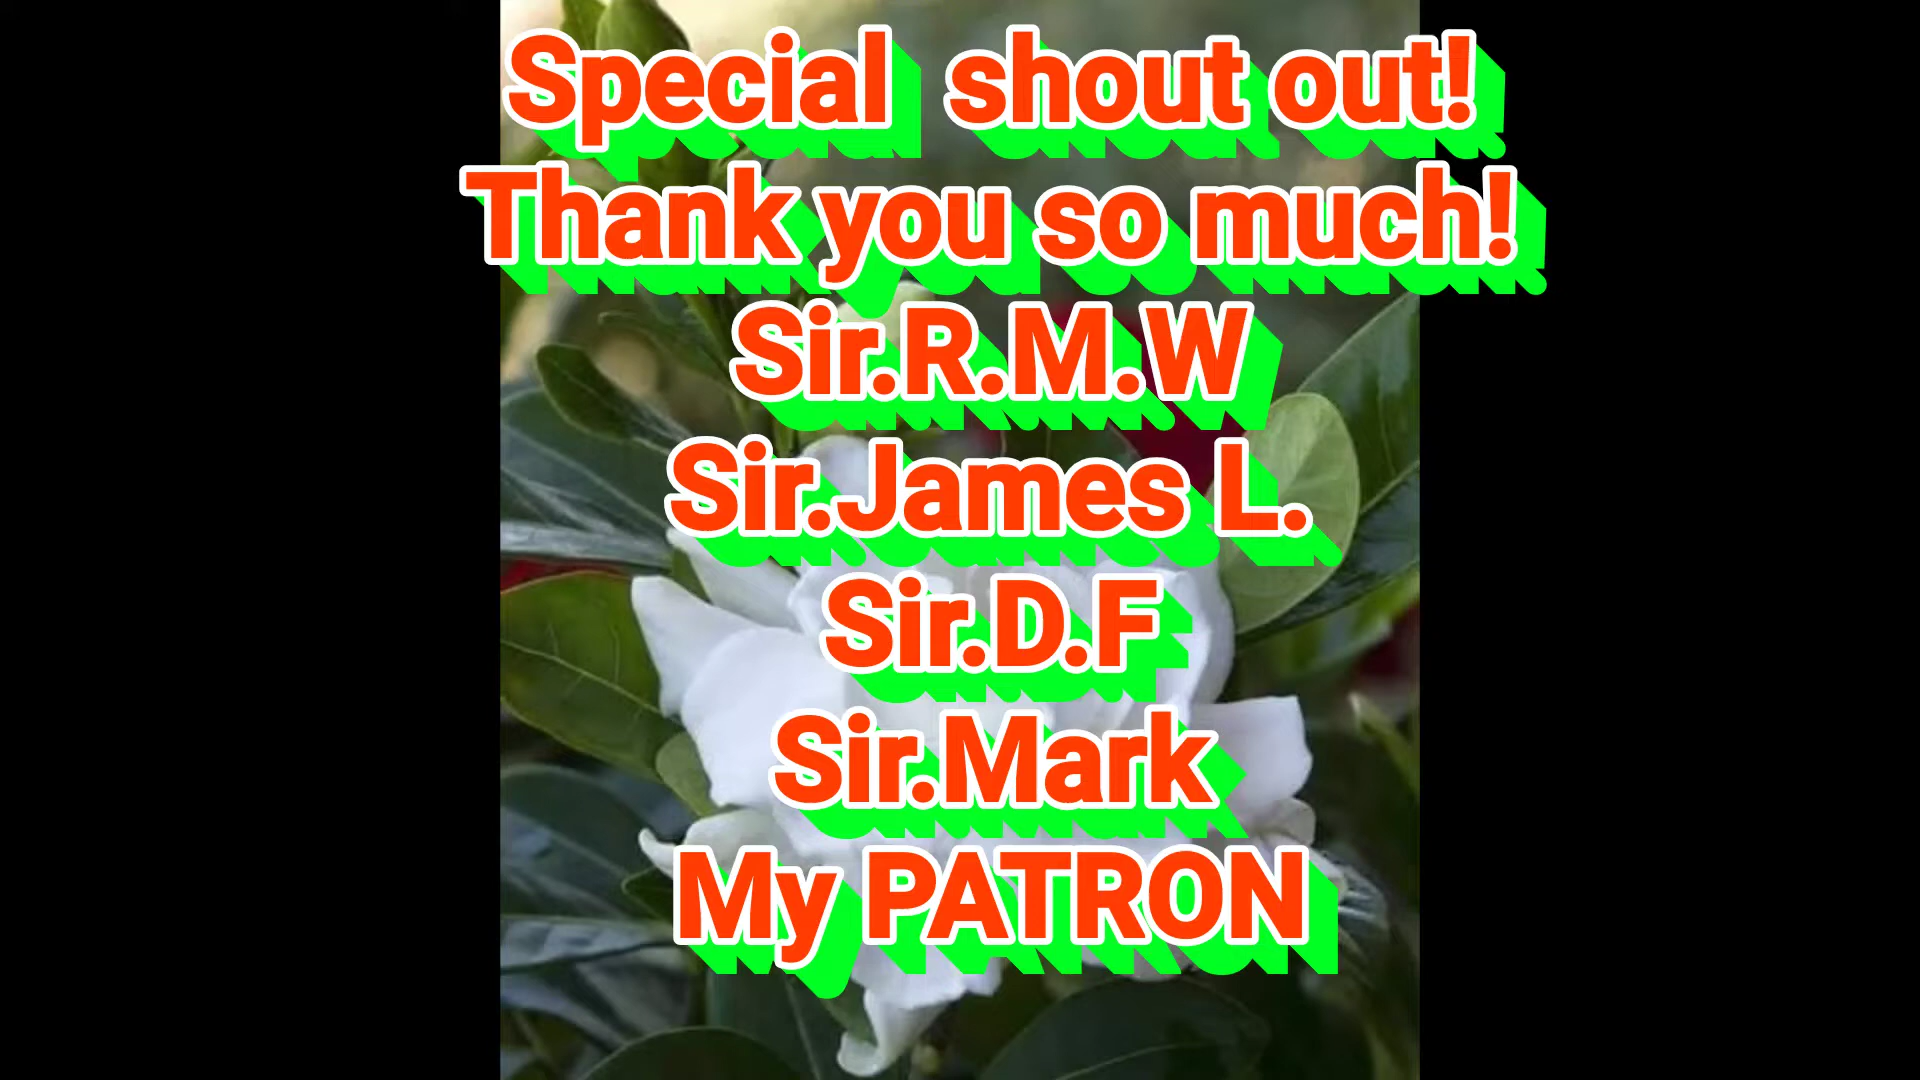 Special shout out!
Thank you so much!
Sir.R.M.W
Sir.James L.
Sir.D.F
Sir.Mark
My PATRON